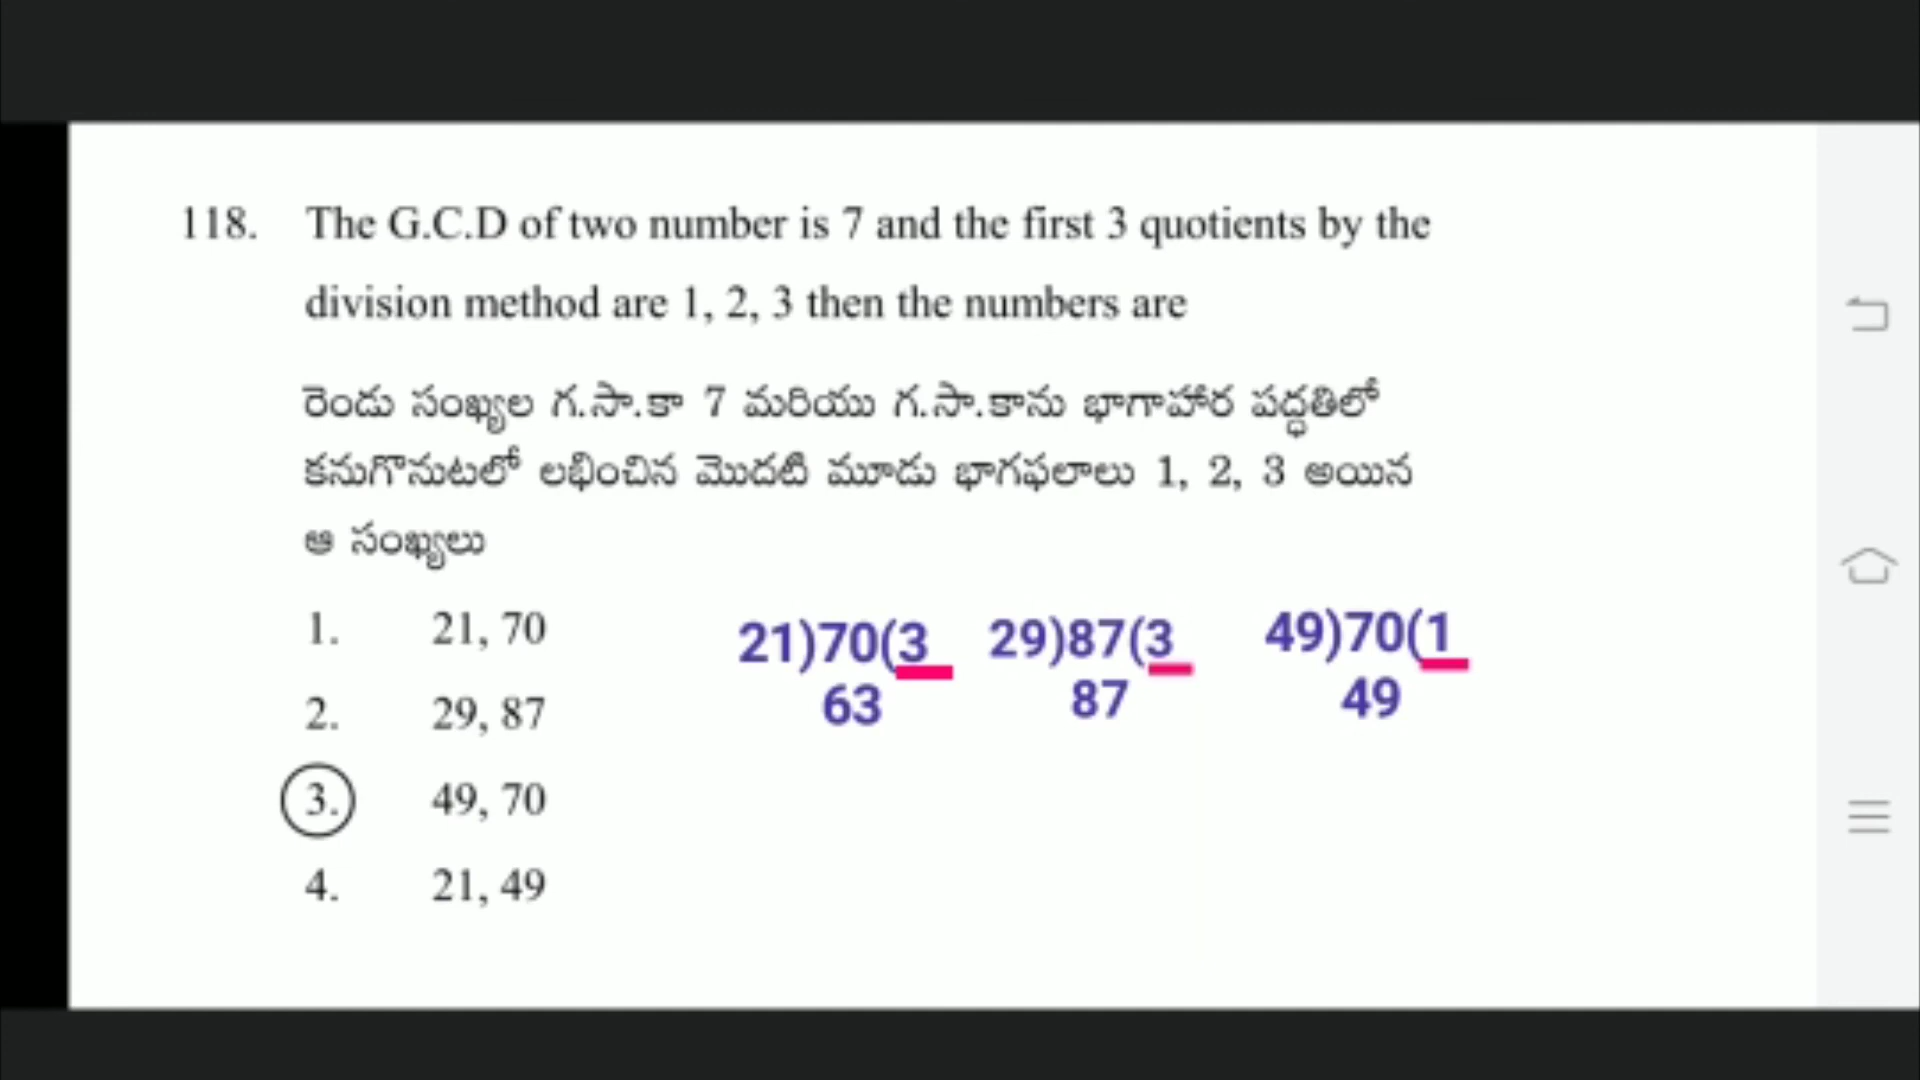 118. The G.C.D of two number is 7 and the first 3 quotients by the
division method are 1, 2, 3 then the numbers are
రెండు సంఖ్యల గ.సా.కా 7 మరియు గ.సా.కాను భాగాహార పద్ధతిలో
కనుగొనుటలో లభించిన మొదటి మూడు భాగఫలాలు 1, 2, 3 అయిన
ఆ సంఖ్యలు
1. 21, 70
2. 29, 87
3. 49, 70
4. 21, 49
21)70(3 29)87(3 49)70(1
63 87 49